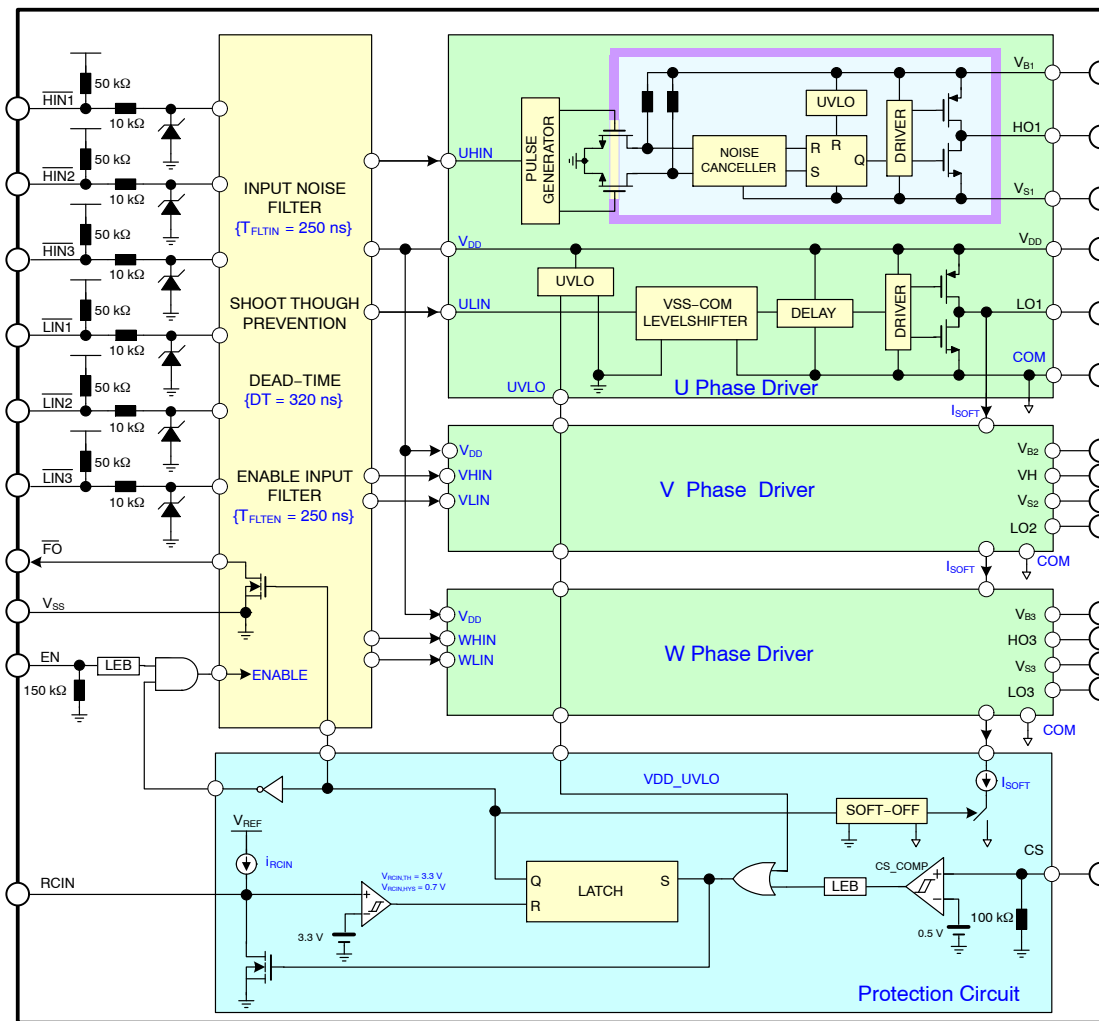 HIN1
50 kΩ
10 kΩ
HIN2
50 kΩ
10 kΩ
HIN3
50 kΩ
10 kΩ
LIN1
50 kΩ
10 kΩ
LIN2
50 kΩ
10 kΩ
LIN3
50 kΩ
10 kΩ
FO
VSS
EN
LEB
150 kΩ
RCIN
INPUT NOISE
FILTER
{TFLTIN = 250 ns}
SHOOT THOUGH
PREVENTION
DEAD−TIME
{DT = 320 ns}
ENABLE INPUT
FILTER
{TFLTEN = 250 ns}
ENABLE
UHIN
PULSE
GENERATOR
NOISE
CANCELLER
UVLO
R
R
S
Q
DRIVER
VB1
HO1
VS1
VDD
VDD
UVLO
ULIN
VSS−COM
LEVELSHIFTER
DELAY
DRIVER
LO1
COM
UVLO
U Phase Driver
ISOFT
VDD
VHIN
VLIN
V Phase Driver
VB2
VH
VS2
LO2
ISOFT
COM
VDD
WHIN
WLIN
W Phase Driver
VB3
HO3
VS3
LO3
COM
VDD_UVLO
ISOFT
SOFT−OFF
VREF
iRCIN
VRCIN,TH = 3.3 V
VRCIN,HYS = 0.7 V
+
−
3.3 V
Q
R
LATCH
S
LEB
CS_COMP
+
−
0.5 V
100 kΩ
CS
Protection Circuit